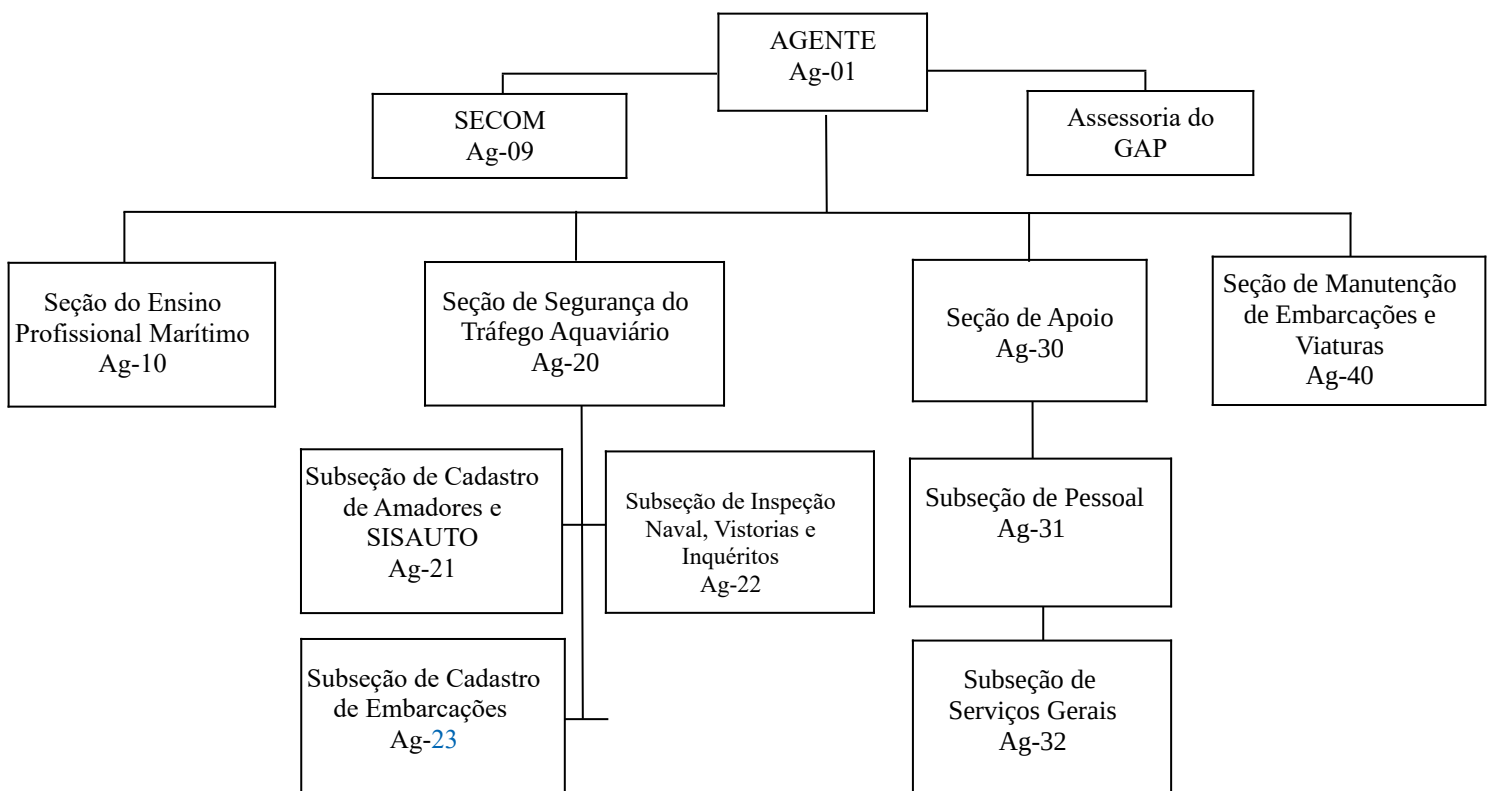 AGENTE
Ag-01
SECOM
Ag-09
Assessoria do
GAP
Seção do Ensino
Profissional Marítimo
Ag-10
Seção de Segurança do
Tráfego Aquaviário
Ag-20
Seção de Apoio
Ag-30
Seção de Manutenção
de Embarcações e
Viaturas
Ag-40
Subseção de Cadastro
de Amadores e
SISAUTO
Ag-21
Subseção de Inspeção
Naval, Vistorias e
Inquéritos
Ag-22
Subseção de Pessoal
Ag-31
Subseção de Cadastro
de Embarcações
Ag-23
Subseção de
Serviços Gerais
Ag-32